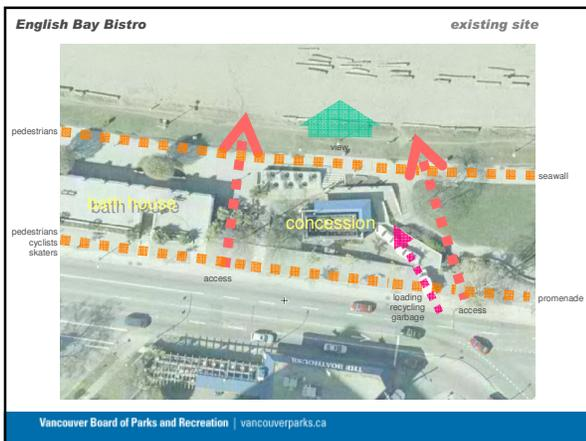 English Bay Bistro
existing site
pedestrians
view
seawall
bath house
concession
pedestrians
cyclists
skaters
access
loading
recycling
garbage
access
promenade
THE BOATHOUSE
Vancouver Board of Parks and Recreation | vancouverparks.ca